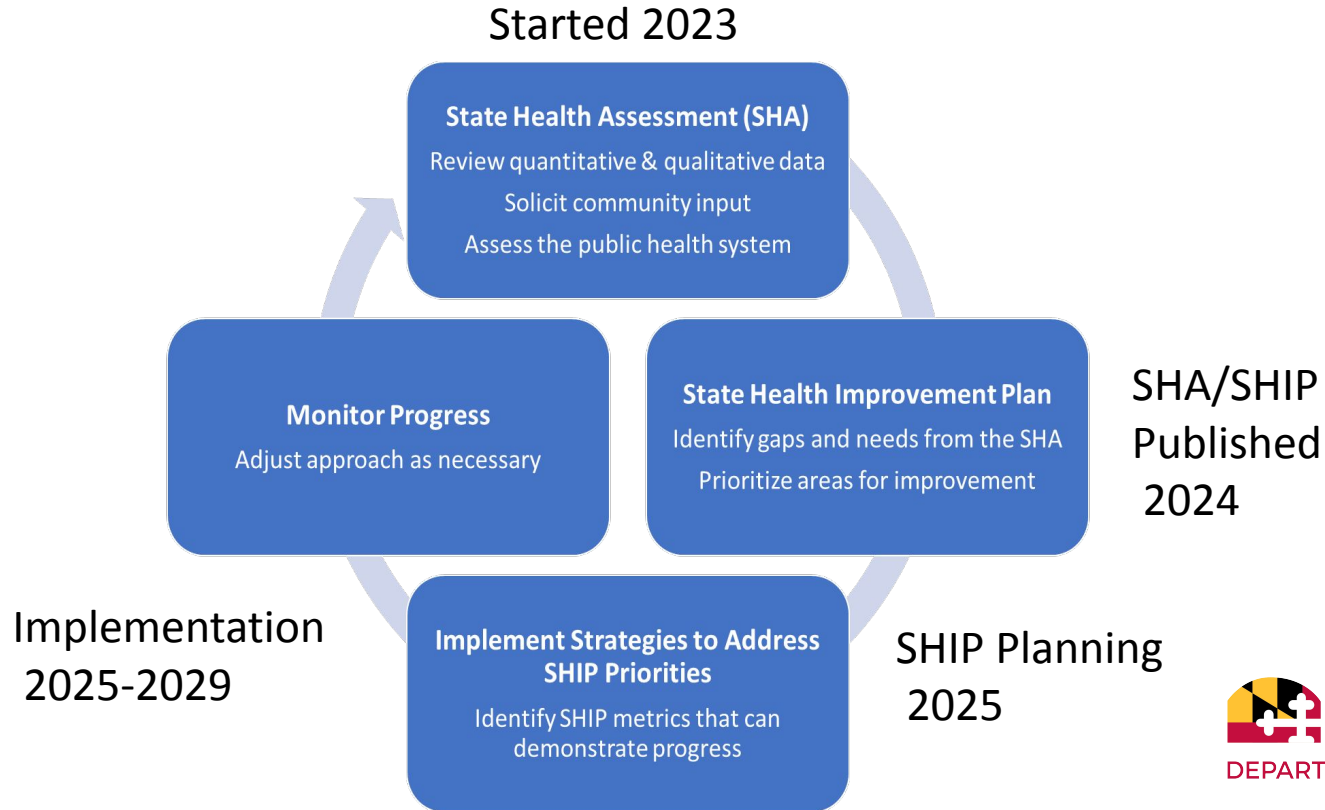 Started 2023
State Health Assessment (SHA)
Review quantitative & qualitative data
Solicit community input
Assess the public health system
Monitor Progress
Adjust approach as necessary
State Health Improvement Plan
Identify gaps and needs from the SHA
Prioritize areas for improvement
SHA/SHIP
Published
2024
Implementation
2025-2029
Implement Strategies to Address
SHIP Priorities
Identify SHIP metrics that can
demonstrate progress
SHIP Planning
2025
DEPART